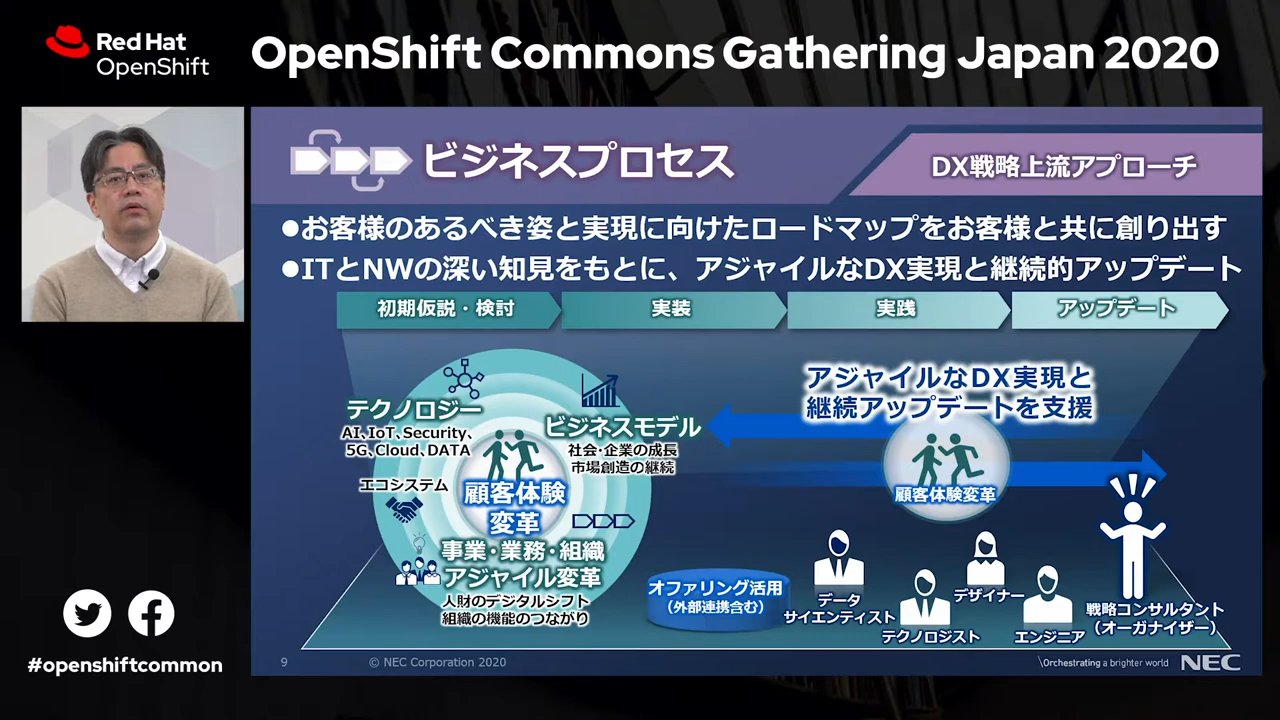 Red Hat
OpenShift
OpenShift Commons Gathering Japan 2020
ビジネスプロセス
DX戦略上流アプローチ
●お客様のあるべき姿と実現に向けたロードマップをお客様と共に創り出す
●ITとNWの深い知見をもとに、アジャイルなDX実現と継続的アップデート
初期仮説・検討
実装
実践
アップデート
テクノロジー
AI、IoT、Security、
5G、Cloud、DATA
エコシステム
ビジネスモデル
社会・企業の成長
市場創造の継続
顧客体験
変革
事業・業務・組織
アジャイル変革
人財のデジタルシフト
組織の機能のつながり
アジャイルなDX実現と
継続アップデートを支援
顧客体験変革
オファリング活用
（外部連携含む）
データ
サイエンティスト
テクノロジスト
デザイナー
エンジニア
戦略コンサルタント
（オーガナイザー）
9
© NEC Corporation 2020
\Orchestrating a brighter world
NEC
#openshiftcommon